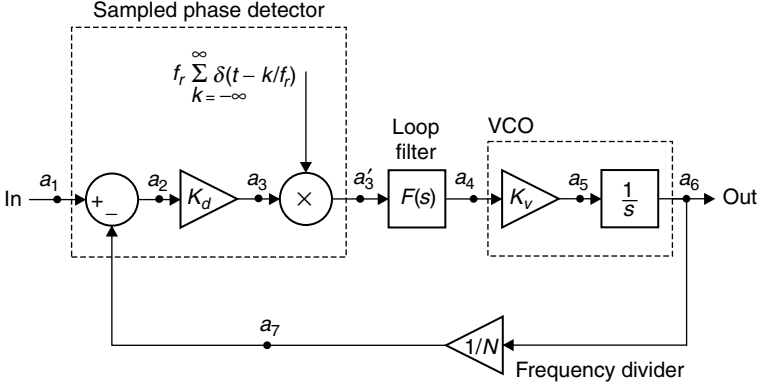 Sampled phase detector
∞
f_r Σ δ(t – k/f_r)
k = –∞
Loop
filter
VCO
In
a_1
+
–
a_2
K_d
a_3
×
a_3′
F(s)
a_4
K_v
a_5
1/s
a_6
Out
a_7
1/N
Frequency divider